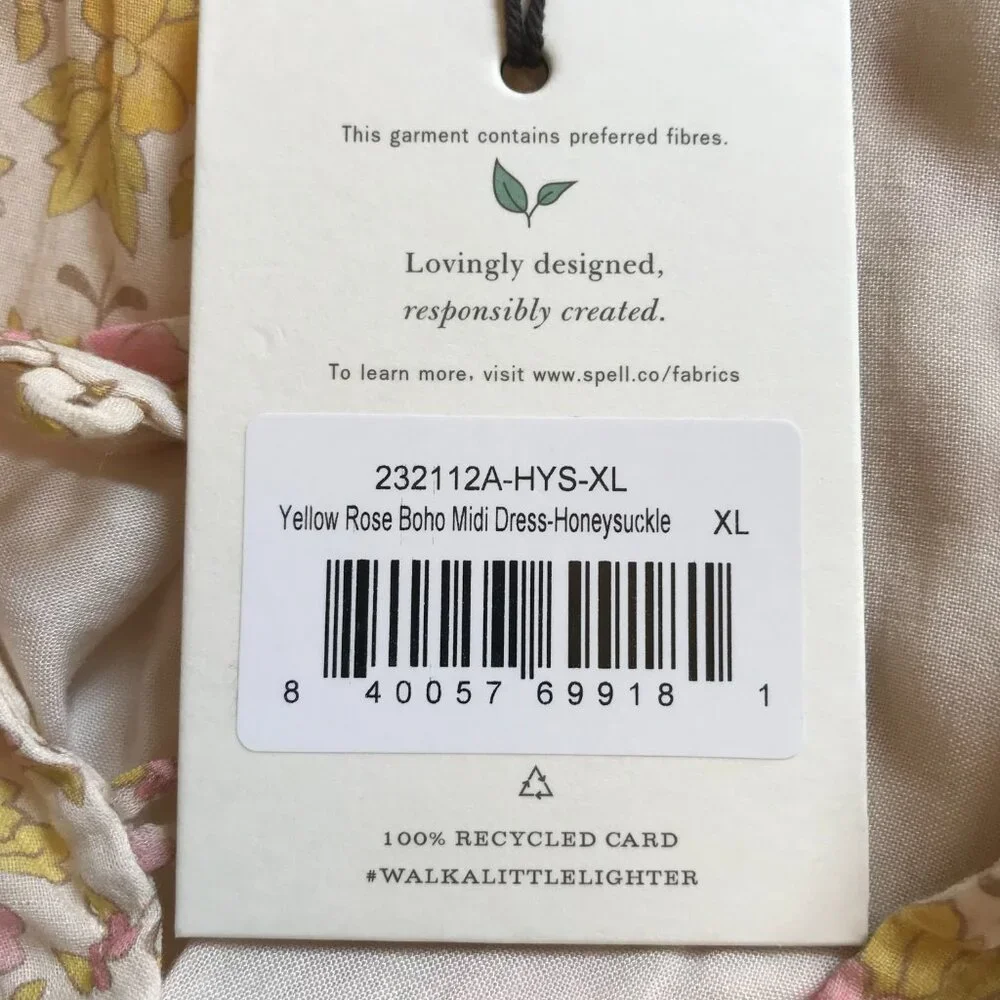 This garment contains preferred fibres.
Lovingly designed,
responsibly created.
To learn more, visit www.spell.co/fabrics
232112A-HYS-XL
Yellow Rose Boho Midi Dress-Honeysuckle XL
8 40057 69918 1
100% RECYCLED CARD
#WALKALITTLELIGHTER